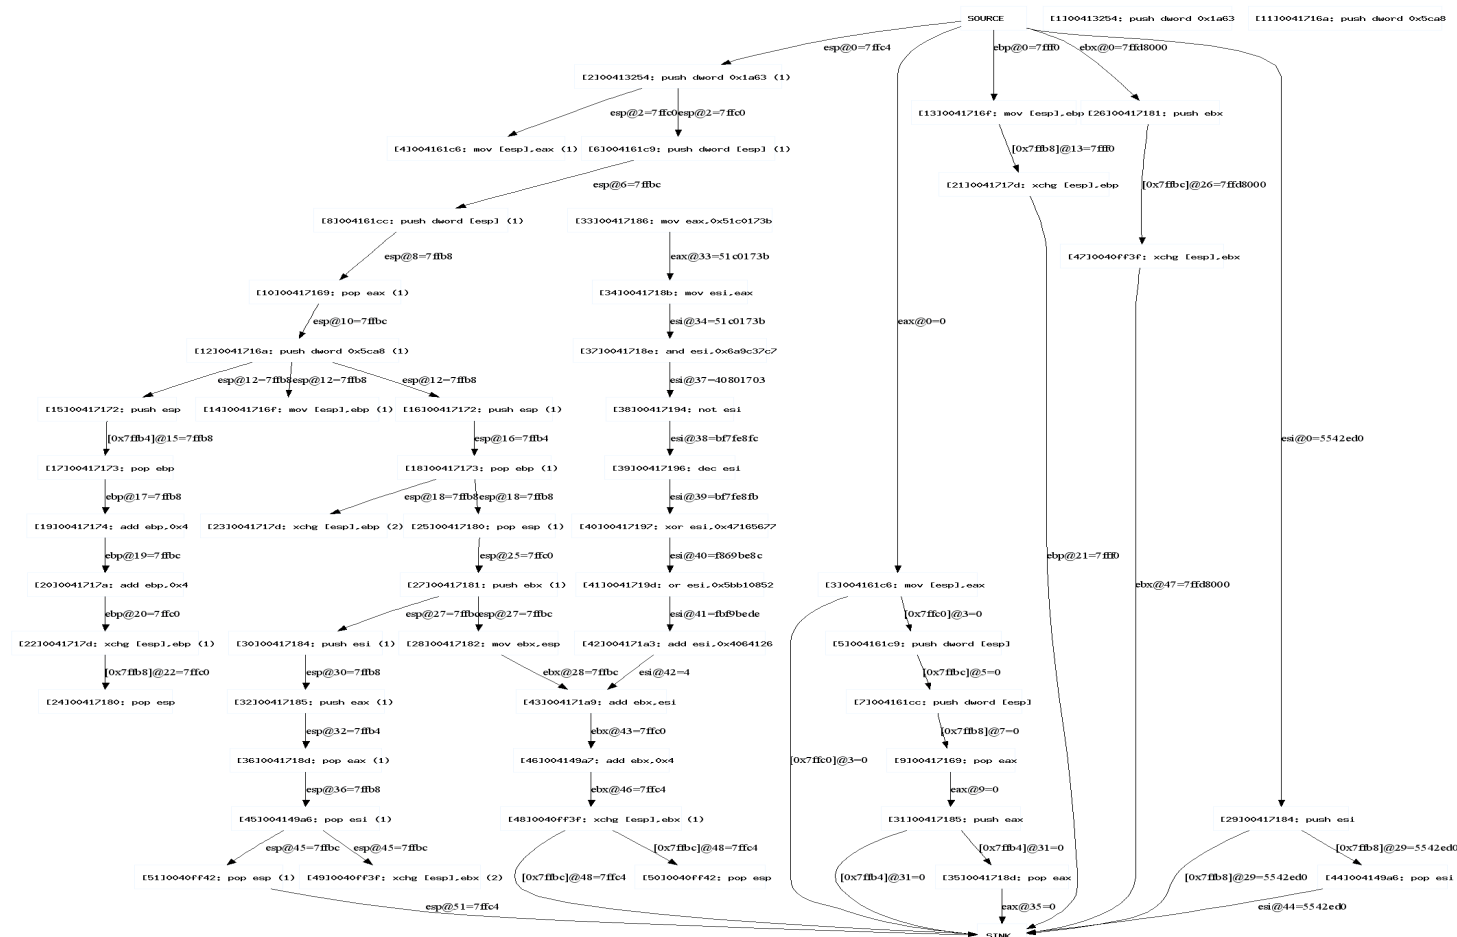 SOURCE [1]00413254: push dword 0x1a63 [11]0041716a: push dword 0x5ca8
esp@0=7ffc4 ebp@0=7fff0 ebx@0=7ffd8000
[2]00413254: push dword 0x1a63 (1)
esp@2=7ffc0 esp@2=7ffc0 [13]0041716f: mov [esp],ebp [26]00417181: push ebx
[4]004161c6: mov [esp],eax (1) [6]004161c9: push dword [esp] (1) [0x7ffb8]@13=7fff0
esp@6=7ffbc [21]0041717d: xchg [esp],ebp [0x7ffbc]@26=7ffd8000
[8]004161cc: push dword [esp] (1) [33]00417186: mov eax,0x51c0173b
esp@8=7ffb8 eax@33=51c0173b [47]0040ff3f: xchg [esp],ebx
[10]00417169: pop eax (1) [34]0041718b: mov esi,eax
esp@10=7ffbc esi@34=51c0173b eax@0=0
[12]0041716a: push dword 0x5ca8 (1) [37]0041718e: and esi,0x6a9c37c7
esp@12=7ffb8 esp@12=7ffb8 esp@12=7ffb8 esi@37=40801703
[15]00417172: push esp [14]0041716f: mov [esp],ebp (1) [16]00417172: push esp (1) [38]00417194: not esi
[0x7ffb4]@15=7ffb8 esp@16=7ffb4 esi@38=bf7fe8fc esi@0=5542ed0
[17]00417173: pop ebp [18]00417173: pop ebp (1) [39]00417196: dec esi
ebp@17=7ffb8 esp@18=7ffb8 esp@18=7ffb8 esi@39=bf7fe8fb
[19]00417174: add ebp,0x4 [23]0041717d: xchg [esp],ebp (2) [25]00417180: pop esp (1) [40]00417197: xor esi,0x47165677
ebp@19=7ffbc esp@25=7ffc0 esi@40=f869be8c ebp@21=7fff0
[20]0041717a: add ebp,0x4 [27]00417181: push ebx (1) [41]0041719d: or esi,0x5bb10852 [3]004161c6: mov [esp],eax ebx@47=7ffd8000
ebp@20=7ffc0 esp@27=7ffbc esp@27=7ffbc esi@41=fbf9bede [0x7ffc0]@3=0
[22]0041717d: xchg [esp],ebp (1) [30]00417184: push esi (1) [28]00417182: mov ebx,esp [42]004171a3: add esi,0x4064126 [5]004161c9: push dword [esp]
[0x7ffb8]@22=7ffc0 esp@30=7ffb8 ebx@28=7ffbc esi@42=4 [0x7ffbc]@5=0
[24]00417180: pop esp [32]00417185: push eax (1) [43]004171a9: add ebx,esi [7]004161cc: push dword [esp]
esp@32=7ffb4 ebx@43=7ffc0 [0x7ffb8]@7=0
[36]0041718d: pop eax (1) [46]004149a7: add ebx,0x4 [0x7ffc0]@3=0 [9]00417169: pop eax
esp@36=7ffb8 ebx@46=7ffc4 eax@9=0
[45]004149a6: pop esi (1) [48]0040ff3f: xchg [esp],ebx (1) [31]00417185: push eax [29]00417184: push esi
esp@45=7ffbc esp@45=7ffbc [0x7ffbc]@48=7ffc4 [0x7ffb4]@31=0 [0x7ffb8]@29=5542ed0
[51]0040ff42: pop esp (1) [49]0040ff3f: xchg [esp],ebx (2) [0x7ffbc]@48=7ffc4 [50]0040ff42: pop esp [0x7ffb4]@31=0 [35]0041718d: pop eax [0x7ffb8]@29=5542ed0 [44]004149a6: pop esi
esp@51=7ffc4 eax@35=0 esi@44=5542ed0
SINK